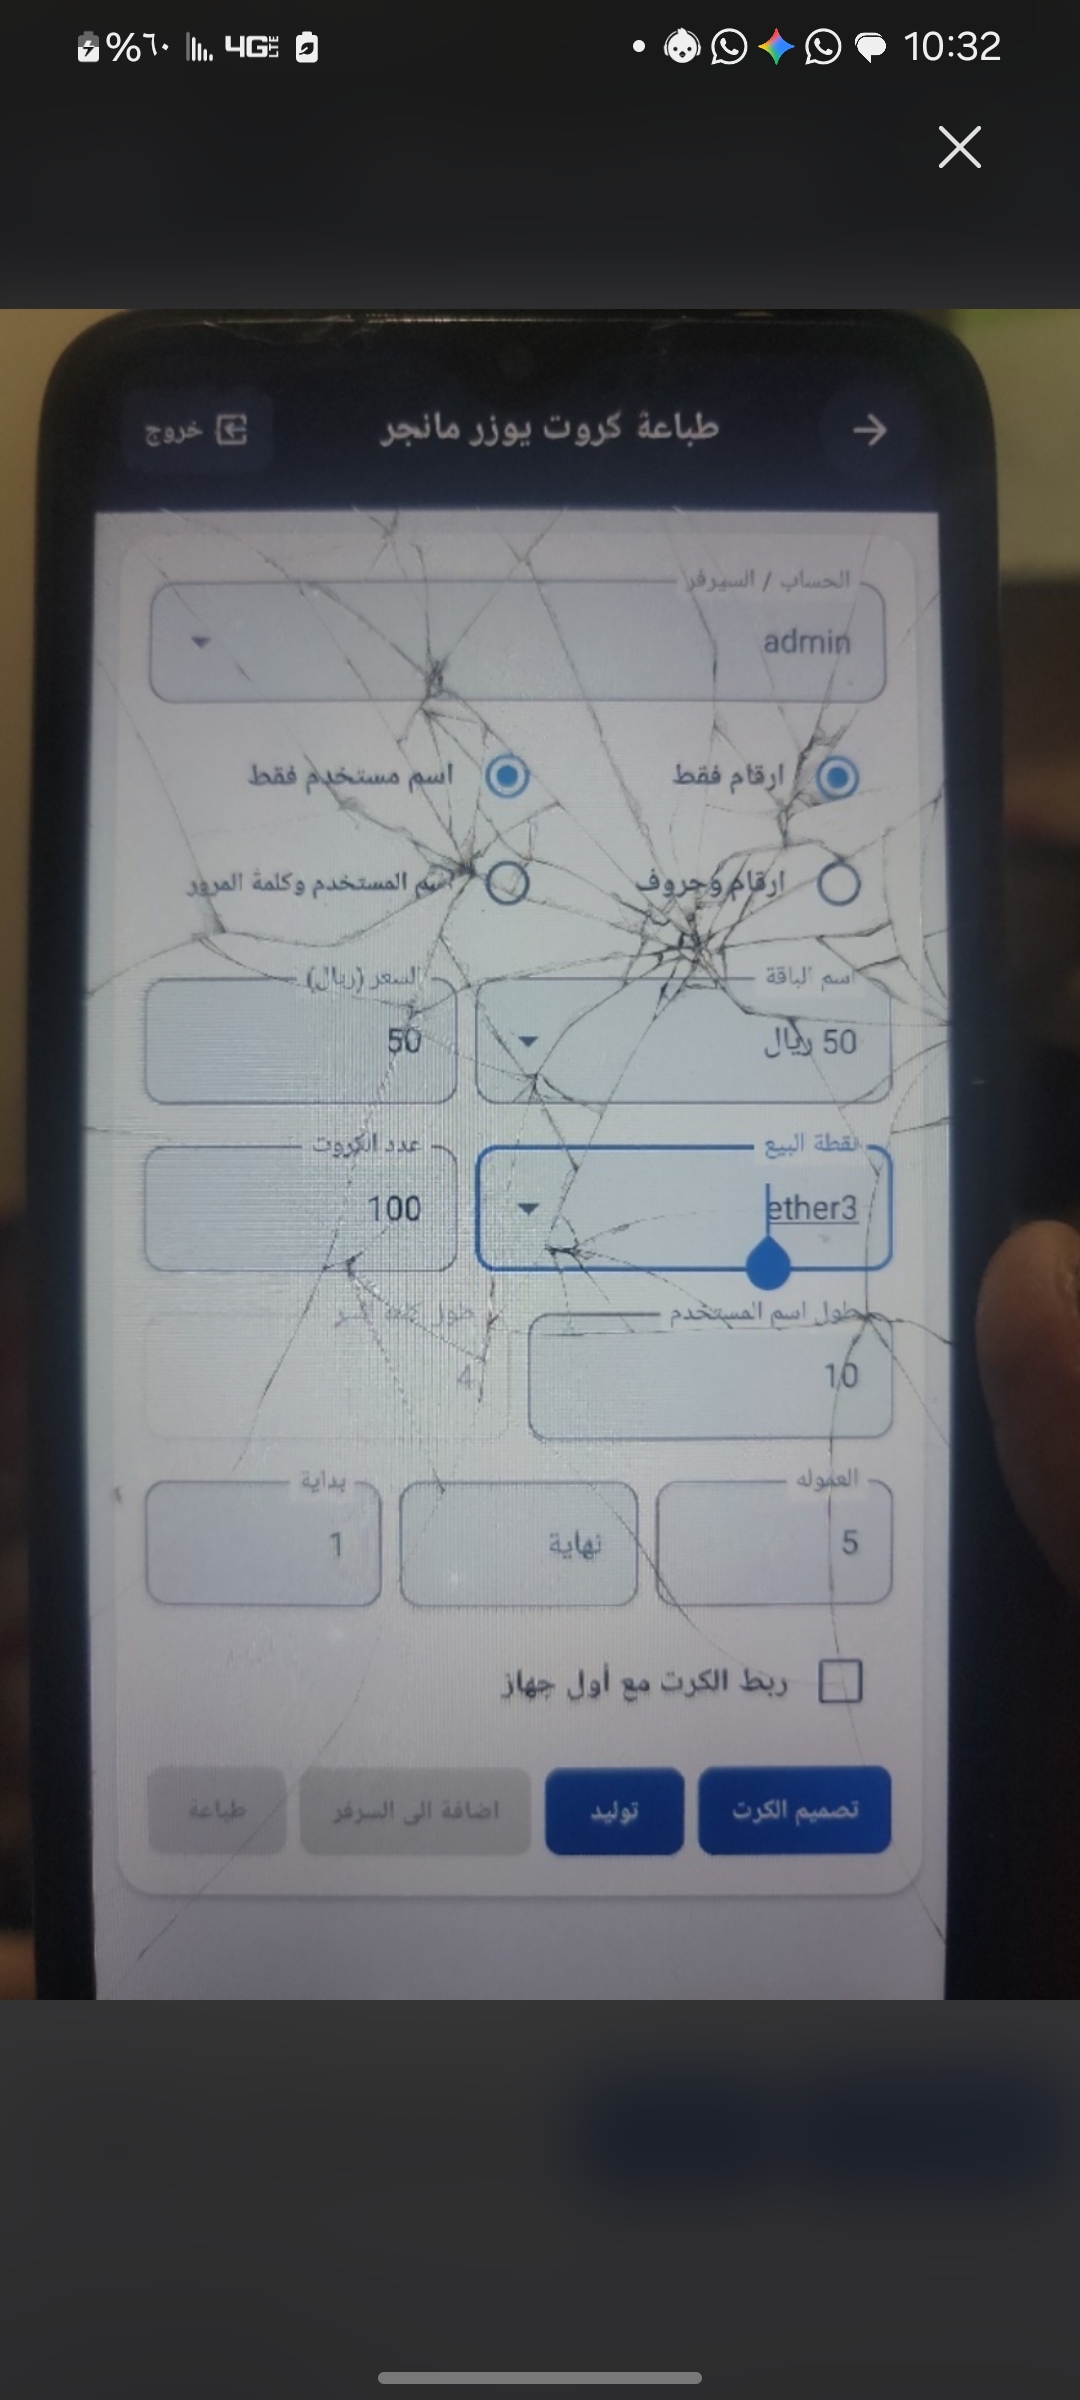 %٦٠ 4G LTE 10:32
طباعة كروت يوزر مانجر
خروج
الحساب / السيرفر
admin
ارقام فقط
اسم مستخدم فقط
ارقام وحروف
اسم المستخدم وكلمة المرور
اسم الباقة
50 ريال
السعر (ريال)
50
نقطة البيع
ether3
عدد الكروت
100
طول اسم المستخدم
10
طول
4
العموله
5
نهاية
بداية
1
ربط الكرت مع أول جهاز
تصميم الكرت
توليد
اضافة الى السرفر
طباعة